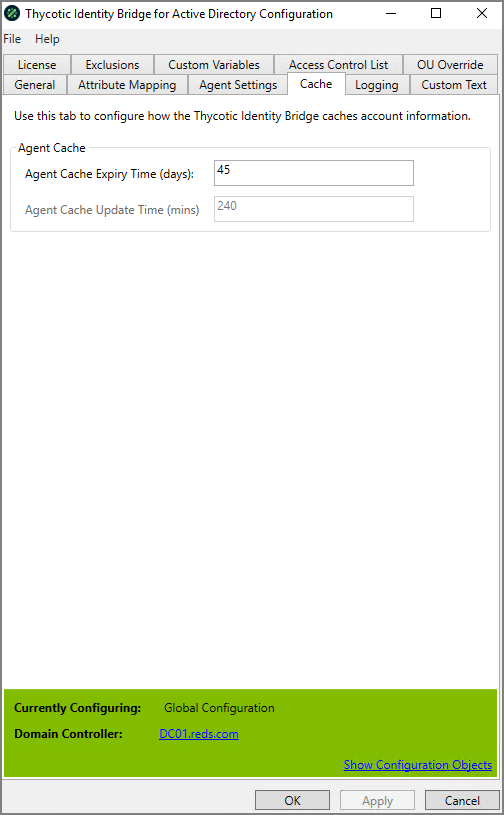 Thycotic Identity Bridge for Active Directory Configuration
File Help
License Exclusions Custom Variables Access Control List OU Override
General Attribute Mapping Agent Settings Cache Logging Custom Text
Use this tab to configure how the Thycotic Identity Bridge caches account information.
Agent Cache
Agent Cache Expiry Time (days): 45
Agent Cache Update Time (mins) 240
Currently Configuring: Global Configuration
Domain Controller: DC01.reds.com
Show Configuration Objects
OK Apply Cancel